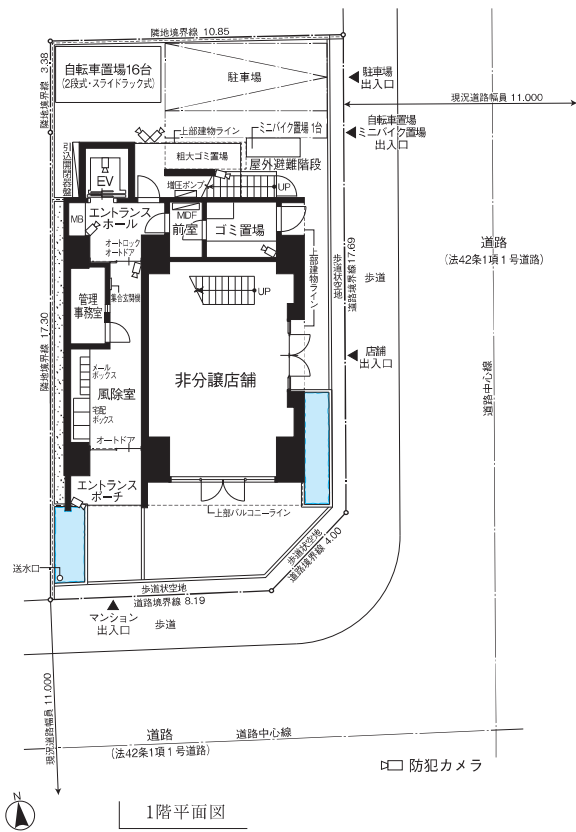 隣地境界線 10.85
隣地境界線 3.38
自転車置場16台
(2段式・スライドラック式)
駐車場
駐車場
出入口
現況道路幅員 11.000
自転車置場
ミニバイク置場
出入口
上部建物ライン
ミニバイク置場 1台
粗大ゴミ置場
屋外避難階段
引込開閉器盤
EV
増圧ポンプ
UP
MB
エントランス
ホール
MDF
前室
ゴミ置場
オートロック
オートドア
上部建物ライン
歩道状空地
道路境界線 17.69
歩道
道路
(法42条1項1号道路)
管理
事務室
集合玄関機
UP
隣地境界線 17.30
店舗
出入口
道路中心線
メール
ボックス
風除室
非分譲店舗
宅配
ボックス
オートドア
エントランス
ポーチ
上部バルコニーライン
歩道状空地
道路境界線 4.00
送水口
歩道状空地
道路境界線 8.19
マンション
出入口
歩道
現況道路幅員 11.000
道路
道路中心線
(法42条1項1号道路)
防犯カメラ
N
1階平面図